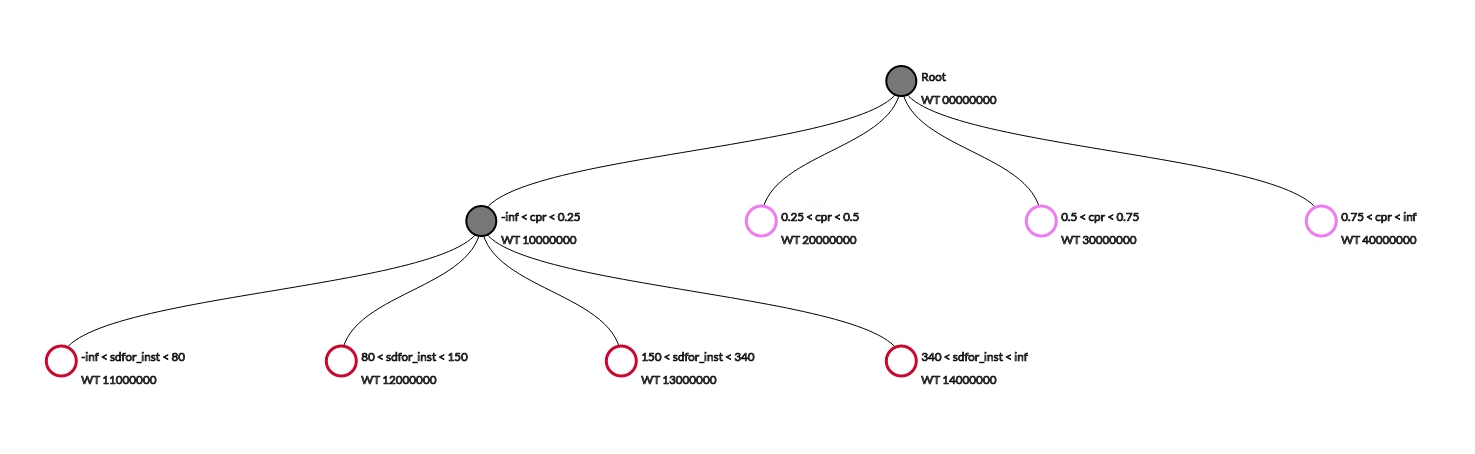 Root
WT 00000000
-inf < cpr < 0.25
WT 10000000
0.25 < cpr < 0.5
WT 20000000
0.5 < cpr < 0.75
WT 30000000
0.75 < cpr < inf
WT 40000000
-inf < sdfor_inst < 80
WT 11000000
80 < sdfor_inst < 150
WT 12000000
150 < sdfor_inst < 340
WT 13000000
340 < sdfor_inst < inf
WT 14000000